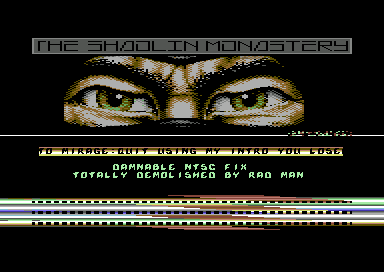 THE SHAOLIN MONASTERY
TO MIRAGE:QUIT USING MY INTRO YOU LOSE
DAMNABLE NTSC FIX
TOTALLY DEMOLISHED BY RAD MAN